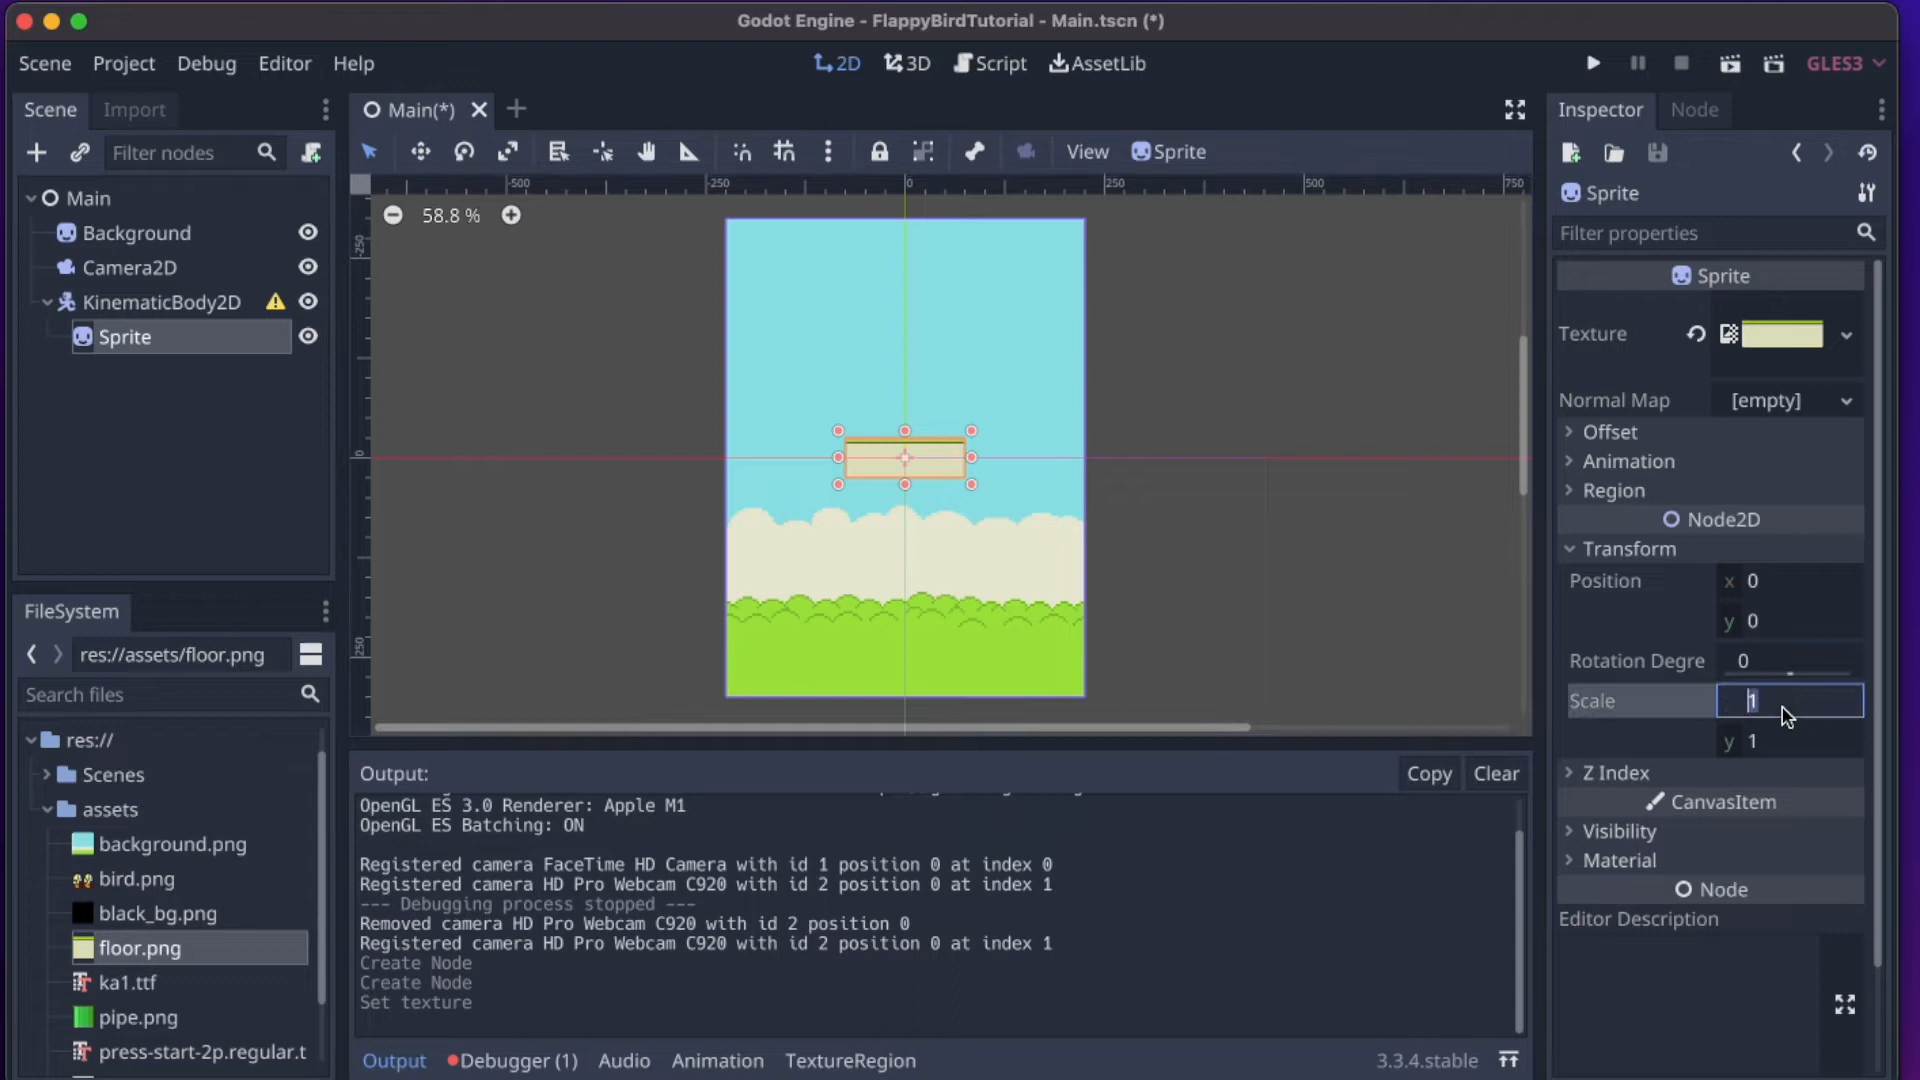 Godot Engine - FlappyBirdTutorial - Main.tscn (*)
Scene Project Debug Editor Help
2D 3D Script AssetLib
GLES3
Scene Import
Filter nodes
Main
Background
Camera2D
KinematicBody2D
Sprite
Main(*)
View Sprite
-500 -250 0 250 500 750
-250
0
250
58.8 %
FileSystem
res://assets/floor.png
Search files
res://
Scenes
assets
background.png
bird.png
black_bg.png
floor.png
ka1.ttf
pipe.png
press-start-2p.regular.t
Output:
Copy Clear
OpenGL ES 3.0 Renderer: Apple M1
OpenGL ES Batching: ON
Registered camera FaceTime HD Camera with id 1 position 0 at index 0
Registered camera HD Pro Webcam C920 with id 2 position 0 at index 1
--- Debugging process stopped ---
Removed camera HD Pro Webcam C920 with id 2 position 0
Registered camera HD Pro Webcam C920 with id 2 position 0 at index 1
Create Node
Create Node
Set texture
Output Debugger (1) Audio Animation TextureRegion
3.3.4.stable
Inspector Node
Sprite
Filter properties
Sprite
Texture
Normal Map [empty]
Offset
Animation
Region
Node2D
Transform
Position x 0
y 0
Rotation Degre 0
Scale 1
y 1
Z Index
CanvasItem
Visibility
Material
Node
Editor Description